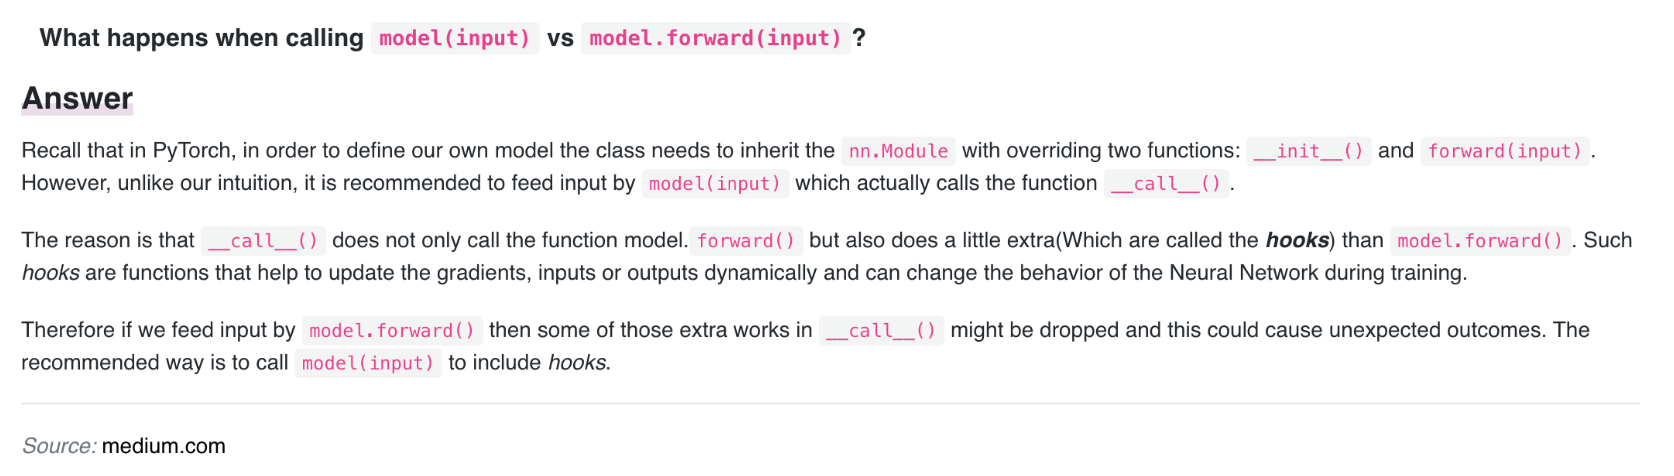 What happens when calling model(input) vs model.forward(input) ?
Answer
Recall that in PyTorch, in order to define our own model the class needs to inherit the nn.Module with overriding two functions: __init__() and forward(input) .
However, unlike our intuition, it is recommended to feed input by model(input) which actually calls the function __call__() .
The reason is that __call__() does not only call the function model. forward() but also does a little extra(Which are called the hooks) than model.forward() . Such
hooks are functions that help to update the gradients, inputs or outputs dynamically and can change the behavior of the Neural Network during training.
Therefore if we feed input by model.forward() then some of those extra works in __call__() might be dropped and this could cause unexpected outcomes. The
recommended way is to call model(input) to include hooks.
Source: medium.com